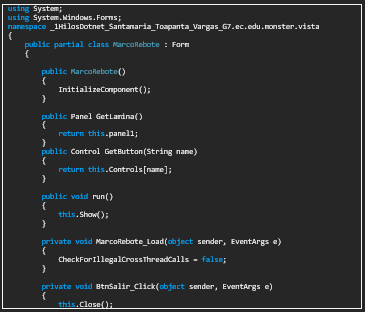 using System;
using System.Windows.Forms;
namespace _1HilosDotnet_Santamaria_Toapanta_Vargas_G7.ec.edu.monster.vista
{
public partial class MarcoRebote : Form
{
public MarcoRebote()
{
InitializeComponent();
}
public Panel GetLamina()
{
return this.panel1;
}
public Control GetButton(String name)
{
return this.Controls[name];
}
public void run()
{
this.Show();
}
private void MarcoRebote_Load(object sender, EventArgs e)
{
CheckForIllegalCrossThreadCalls = false;
}
private void BtnSalir_Click(object sender, EventArgs e)
{
this.Close();